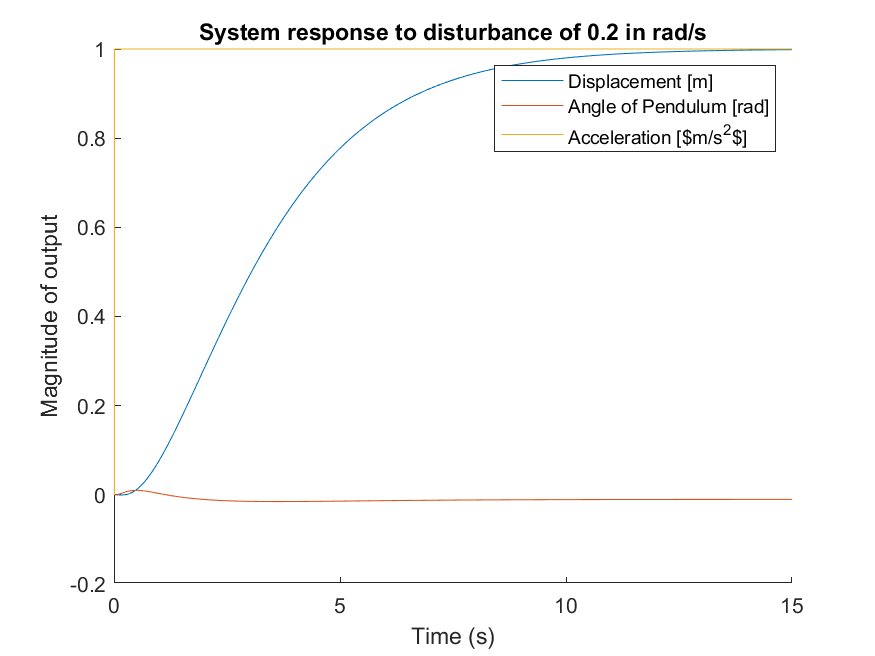 System response to disturbance of 0.2 in rad/s
1
0.8
0.6
0.4
0.2
0
-0.2
Magnitude of output
Displacement [m]
Angle of Pendulum [rad]
Acceleration [$m/s²$]
0 5 10 15
Time (s)